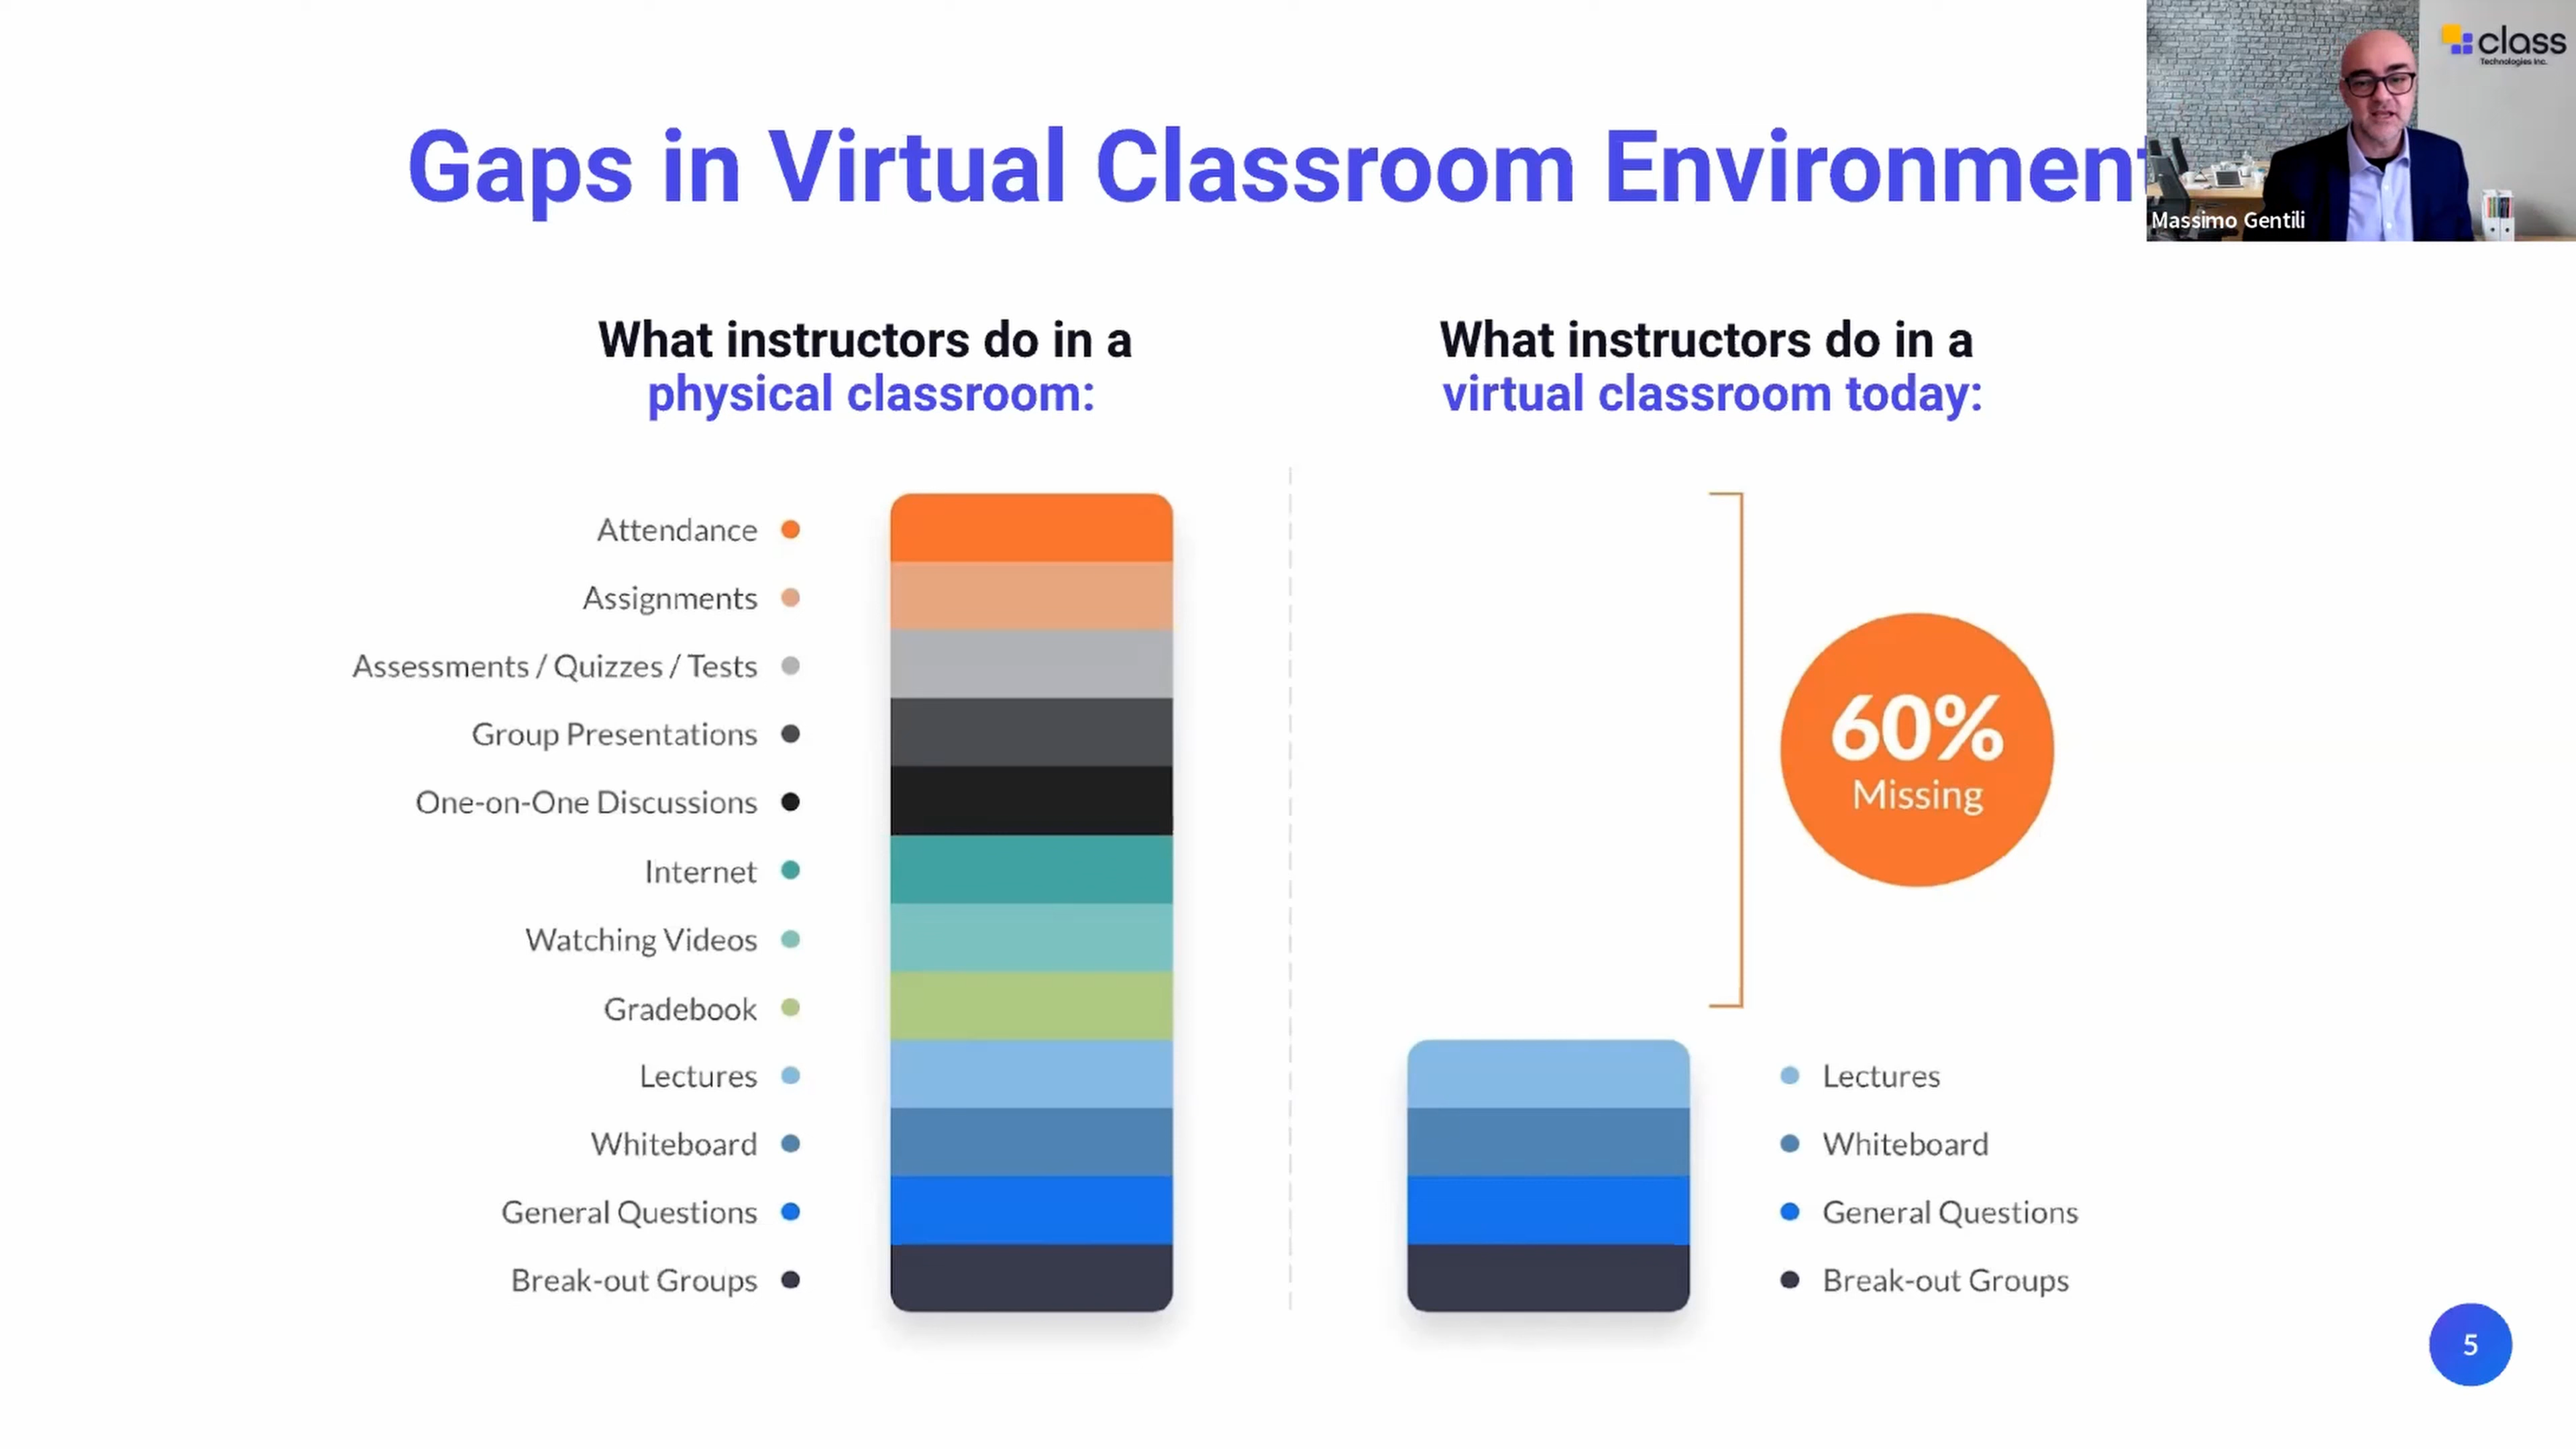 class
Technologies Inc.
Massimo Gentili
Gaps in Virtual Classroom Environment
What instructors do in a
physical classroom:
Attendance
Assignments
Assessments / Quizzes / Tests
Group Presentations
One-on-One Discussions
Internet
Watching Videos
Gradebook
Lectures
Whiteboard
General Questions
Break-out Groups
What instructors do in a
virtual classroom today:
60%
Missing
Lectures
Whiteboard
General Questions
Break-out Groups
5